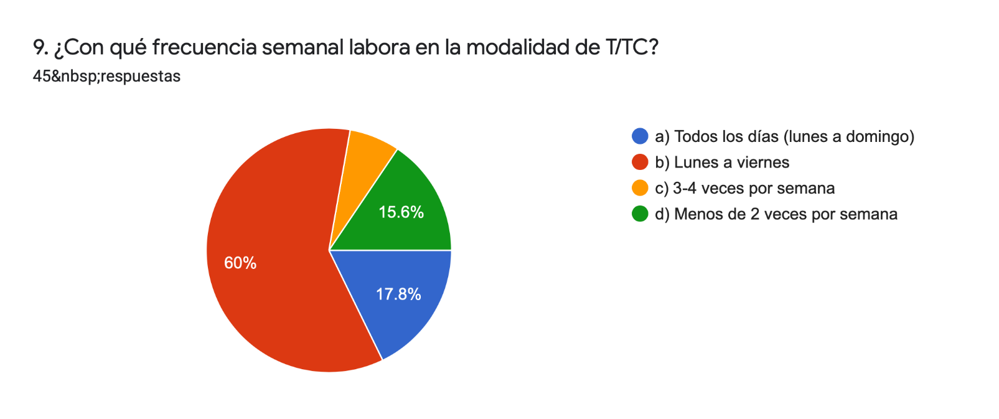 9. ¿Con qué frecuencia semanal labora en la modalidad de T/TC?
45&nbsp;respuestas
a) Todos los días (lunes a domingo)
b) Lunes a viernes
c) 3-4 veces por semana
d) Menos de 2 veces por semana
15.6%
60%
17.8%